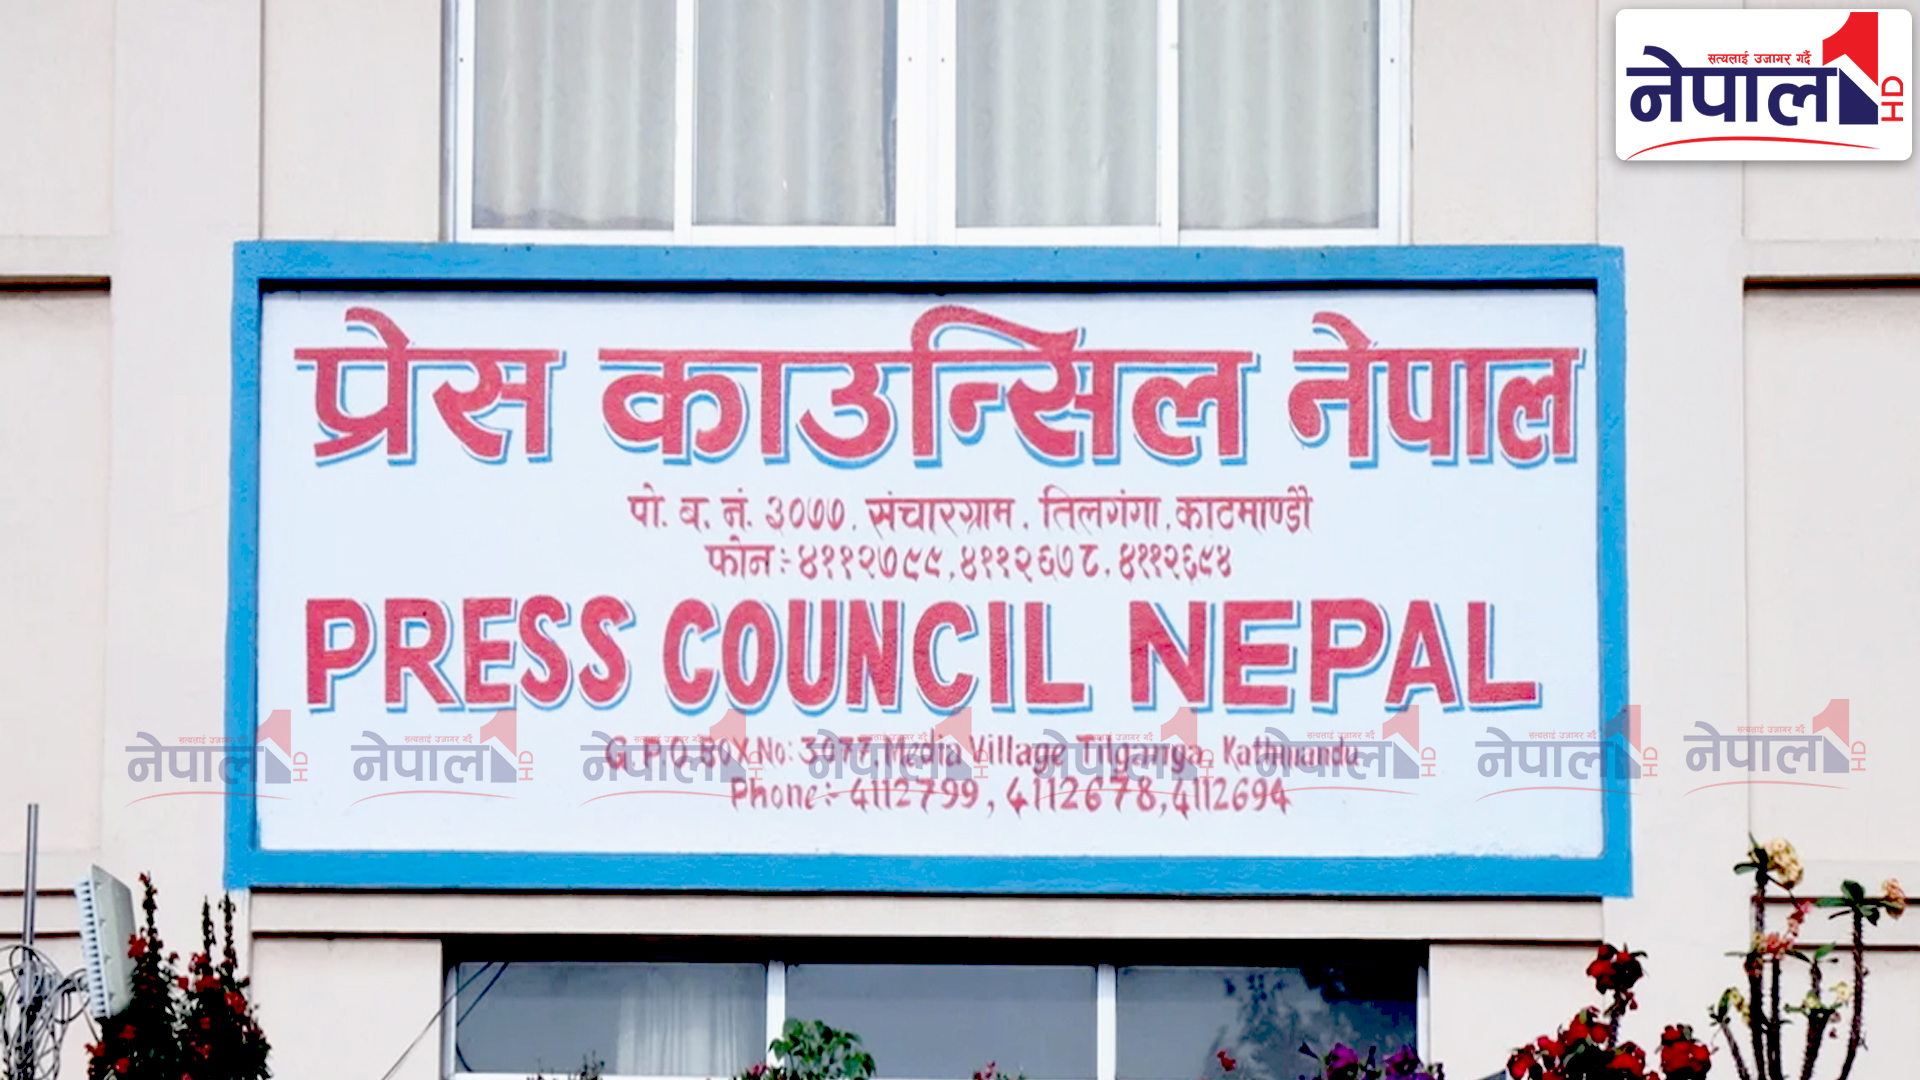 सत्यलाई उजागर गर्दै
नेपाल 1 HD
प्रेस काउन्सिल नेपाल
पो. ब. नं. ३०७७, संचारग्राम, तिलगंगा, काठमाण्डौ
फोन :- ४११२७९९, ४११२६७८, ४११२६९४
PRESS COUNCIL NEPAL
G.P.O.BOX No: 3077, Media Village Tilganga, Kathmandu
Phone:- 4112799, 4112678, 4112694